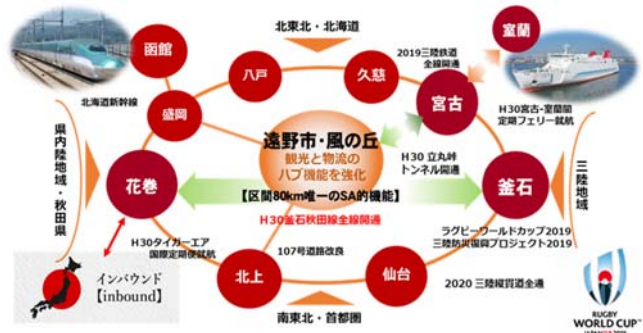 北東北・北海道
函館
室蘭
八戸
久慈
2019三陸鉄道
全線開通
北海道新幹線
盛岡
宮古
H30宮古-室蘭間
定期フェリー就航
遠野市・風の丘
観光と物流の
ハブ機能を強化
県内陸地域・秋田県
H30 立丸峠
トンネル開通
三陸地域
花巻
釜石
【区間80km唯一のSA的機能】
H30釜石秋田線全線開通
ラグビーワールドカップ2019
三陸防災復興プロジェクト2019
H30タイガーエア
国際定期便就航
107号道路改良
インバウンド
【inbound】
北上
仙台
2020 三陸縦貫道全通
南東北・首都圏
RUGBY
WORLD CUP™